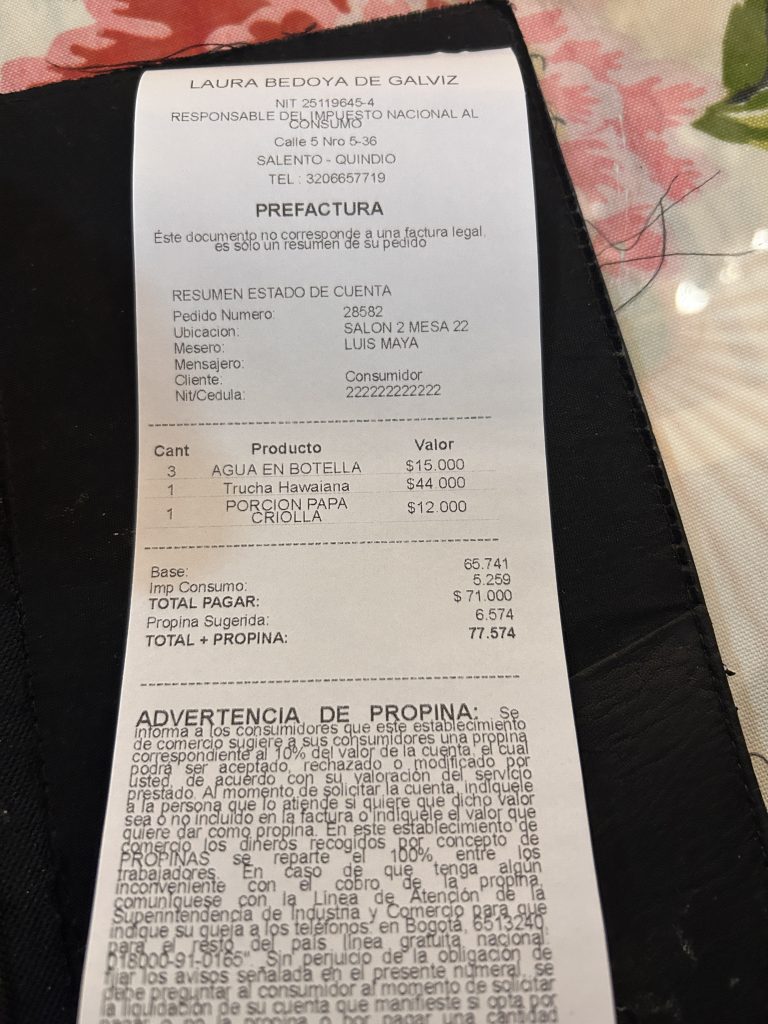 LAURA BEDOYA DE GALVIZ
NIT 25119645-4
RESPONSABLE DEL IMPUESTO NACIONAL AL
CONSUMO
Calle 5 Nro 5-36
SALENTO - QUINDIO
TEL : 3206657719
PREFACTURA
Éste documento no corresponde a una factura legal,
es sólo un resumen de su pedido
RESUMEN ESTADO DE CUENTA
Pedido Numero: 28582
Ubicacion: SALON 2 MESA 22
Mesero: LUIS MAYA
Mensajero:
Cliente: Consumidor
Nit/Cedula: 222222222222
Cant Producto Valor
3 AGUA EN BOTELLA $15.000
1 Trucha Hawaiana $44.000
1 PORCION PAPA CRIOLLA $12.000
Base: 65.741
Imp Consumo: 5.259
TOTAL PAGAR: $ 71.000
Propina Sugerida: 6.574
TOTAL + PROPINA: 77.574
ADVERTENCIA DE PROPINA: Se
informa a los consumidores que este establecimiento
de comercio sugiere a sus consumidores una propina
correspondiente al 10% del valor de la cuenta, el cual
podrá ser aceptado, rechazado o modificado por
usted, de acuerdo con su valoración del servicio
prestado. Al momento de solicitar la cuenta, indíquele
a la persona que lo atiende si quiere que dicho valor
sea o no incluido en la factura o indíquele el valor que
quiere dar como propina. En este establecimiento de
comercio los dineros recogidos por concepto de
PROPINAS se reparte el 100% entre los
trabajadores. En caso de que tenga algún
inconveniente con el cobro de la propina,
comuníquese con la Línea de Atención de la
Superintendencia de Industria y Comercio para que
indique su queja a los teléfonos: en Bogotá, 6513240,
para el resto del país línea gratuita nacional:
018000-91-0165". Sin perjuicio de la obligación de
fijar los avisos señalada en el presente numeral, se
debe preguntar al consumidor al momento de solicitar
la liquidación de su cuenta que manifieste si opta por
pagar o no la propina o por pagar una cantidad